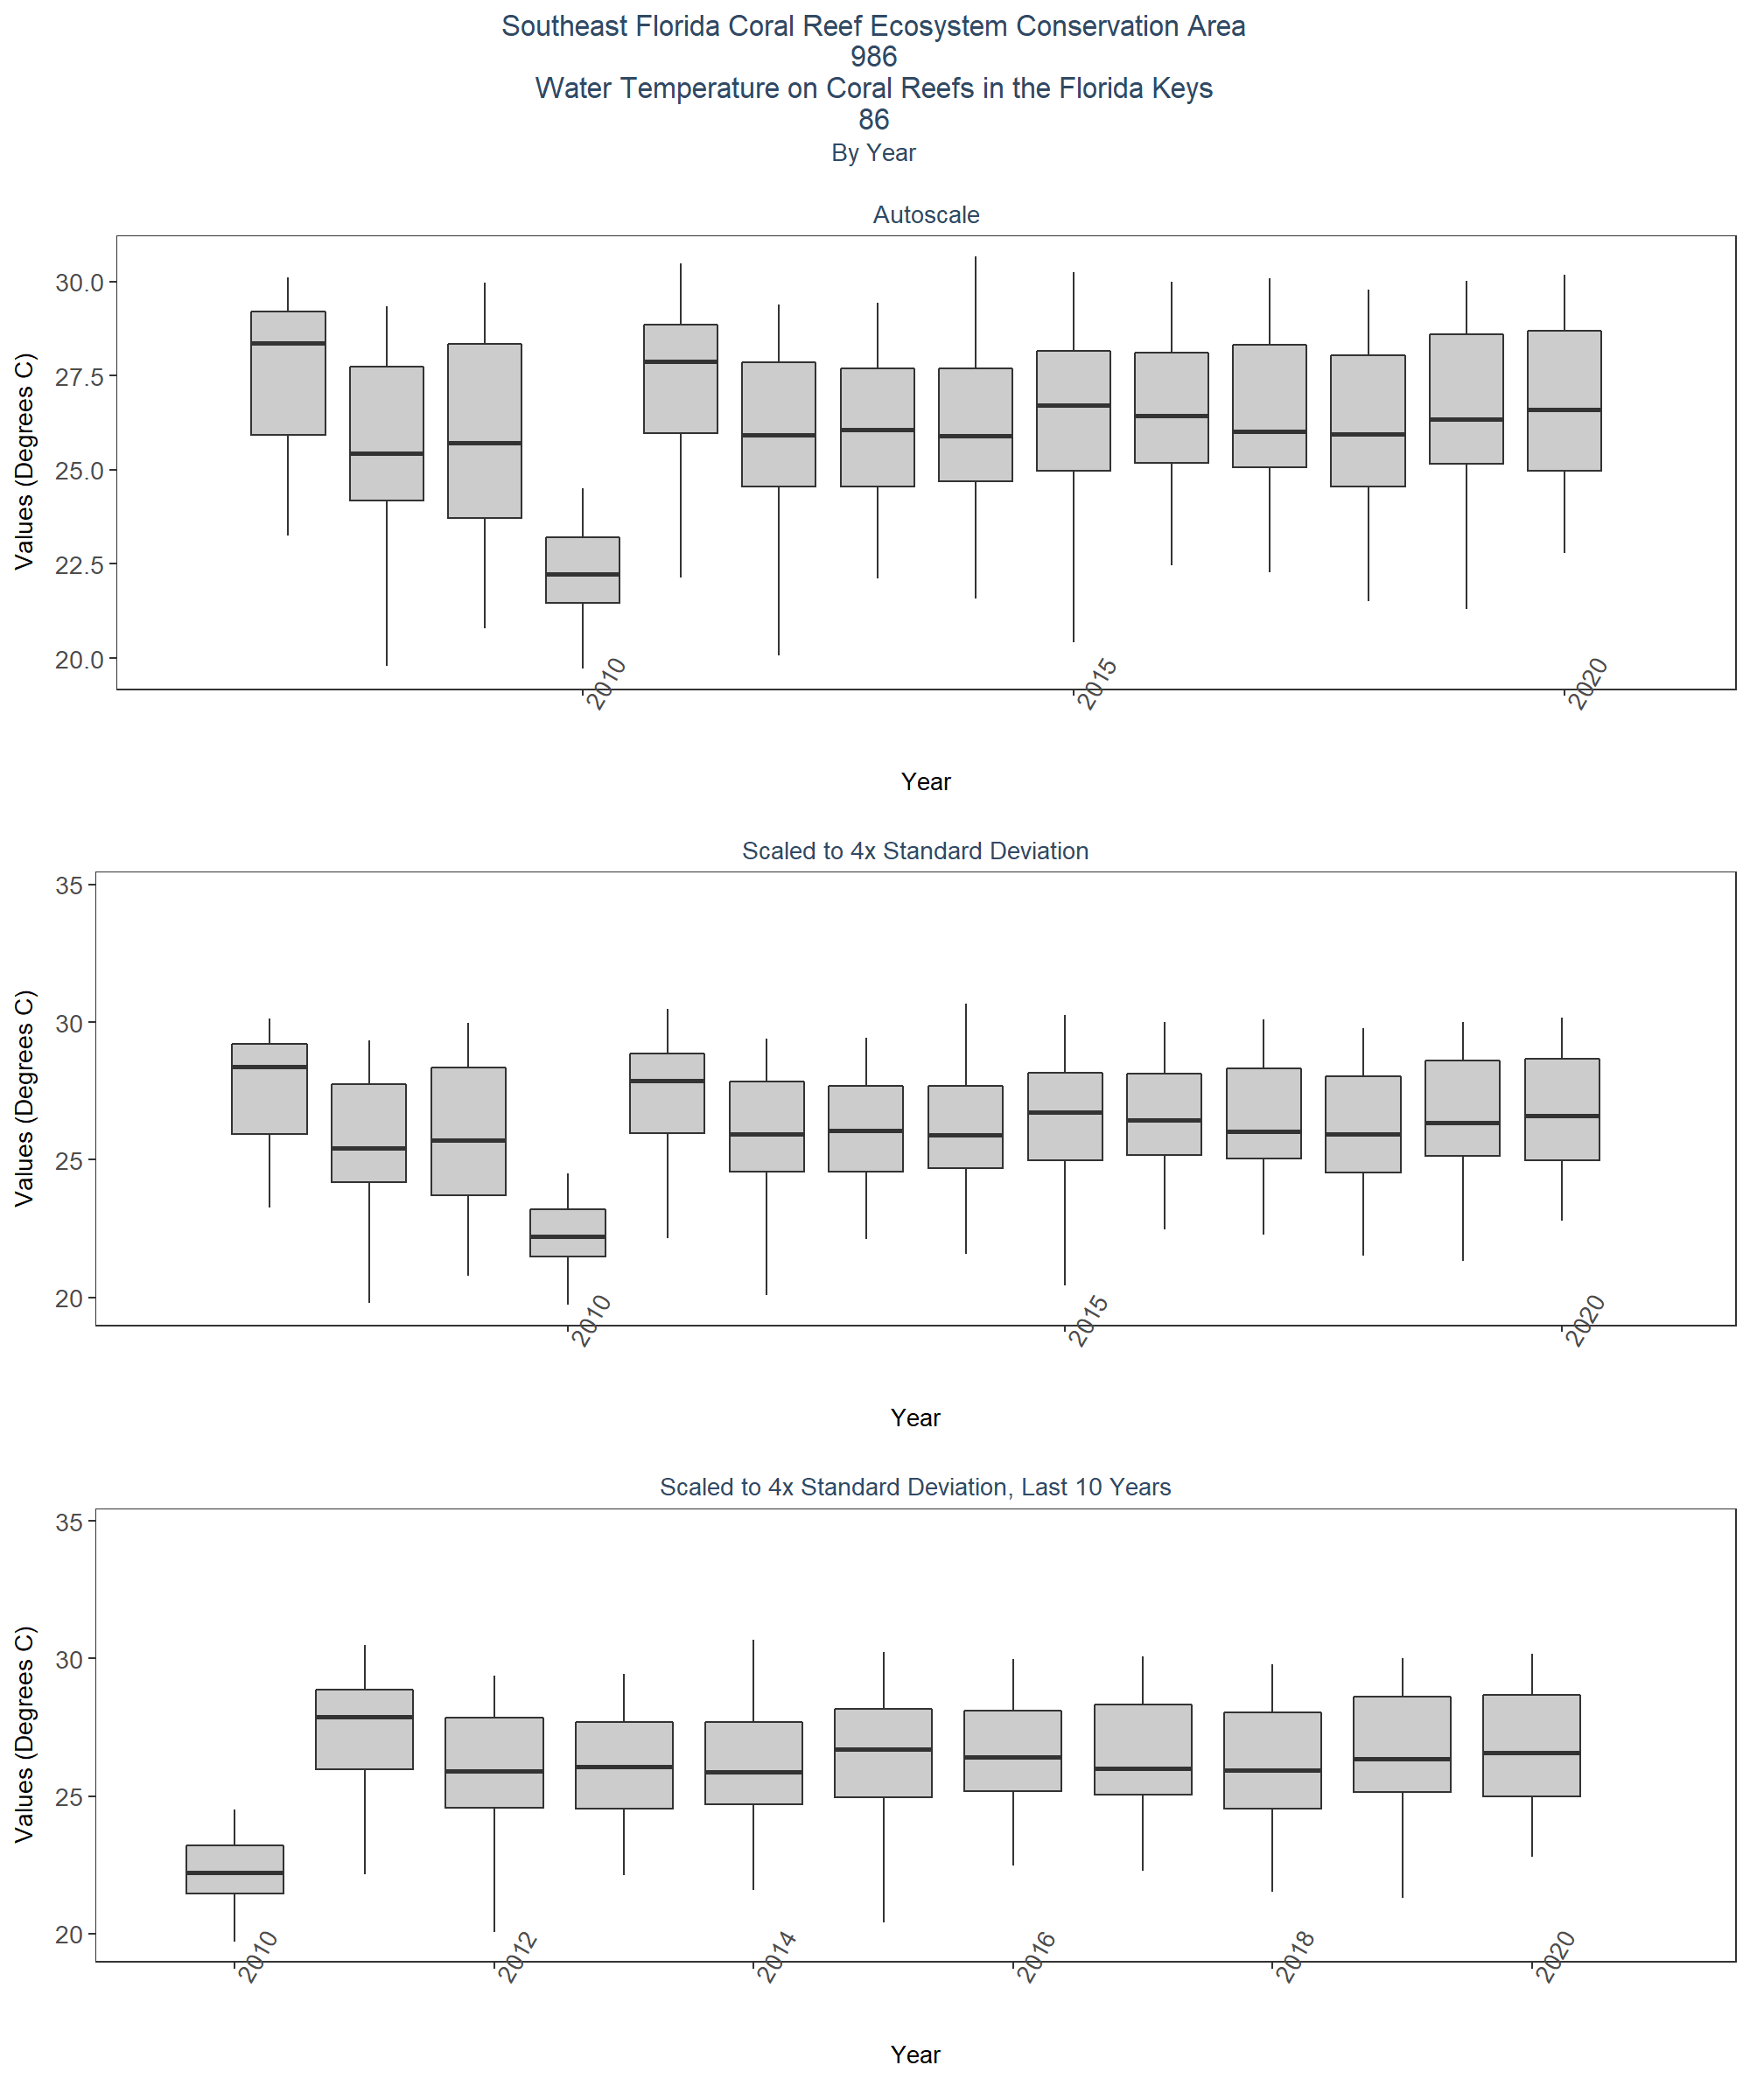 Southeast Florida Coral Reef Ecosystem Conservation Area
986
Water Temperature on Coral Reefs in the Florida Keys
86
By Year
Autoscale
Values (Degrees C)
30.0
27.5
25.0
22.5
20.0
2010
2015
2020
Year
Scaled to 4x Standard Deviation
Values (Degrees C)
35
30
25
20
2010
2015
2020
Year
Scaled to 4x Standard Deviation, Last 10 Years
Values (Degrees C)
35
30
25
20
2010
2012
2014
2016
2018
2020
Year